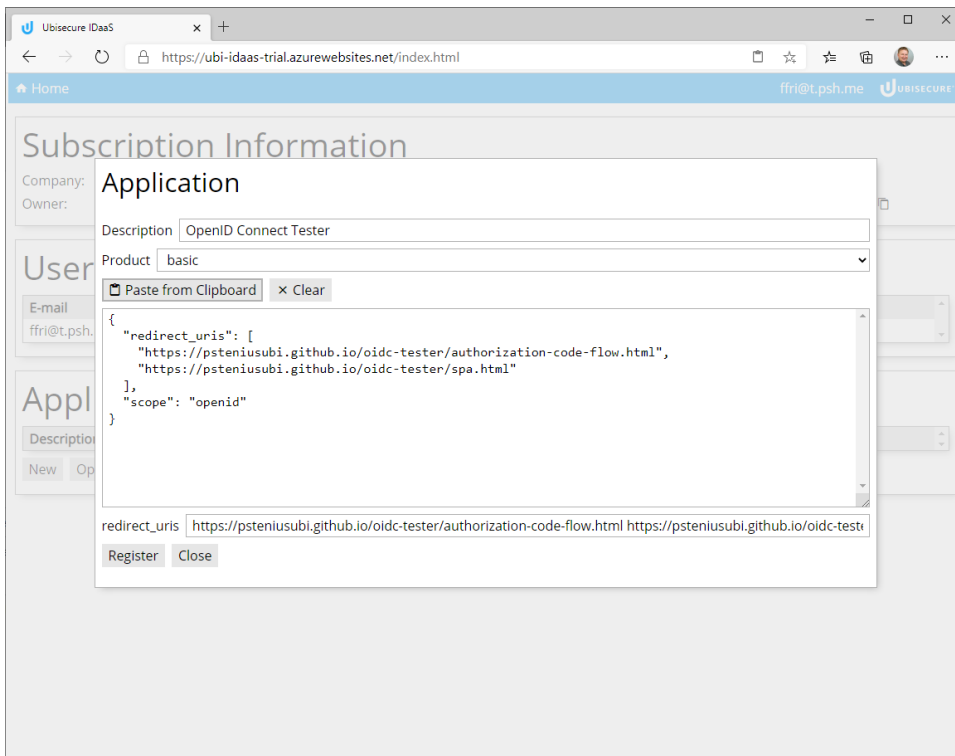 Ubisecure IDaaS
https://ubi-idaas-trial.azurewebsites.net/index.html
Home ffri@t.psh.me UBISECURE
Subscription Information
Company:
Owner:
Application
Description OpenID Connect Tester
Product basic
Paste from Clipboard × Clear
{
"redirect_uris": [
"https://psteniusubi.github.io/oidc-tester/authorization-code-flow.html",
"https://psteniusubi.github.io/oidc-tester/spa.html"
],
"scope": "openid"
}
redirect_uris https://psteniusubi.github.io/oidc-tester/authorization-code-flow.html https://psteniusubi.github.io/oidc-teste
Register Close
User
E-mail
ffri@t.psh.
Appl
Description
New Op